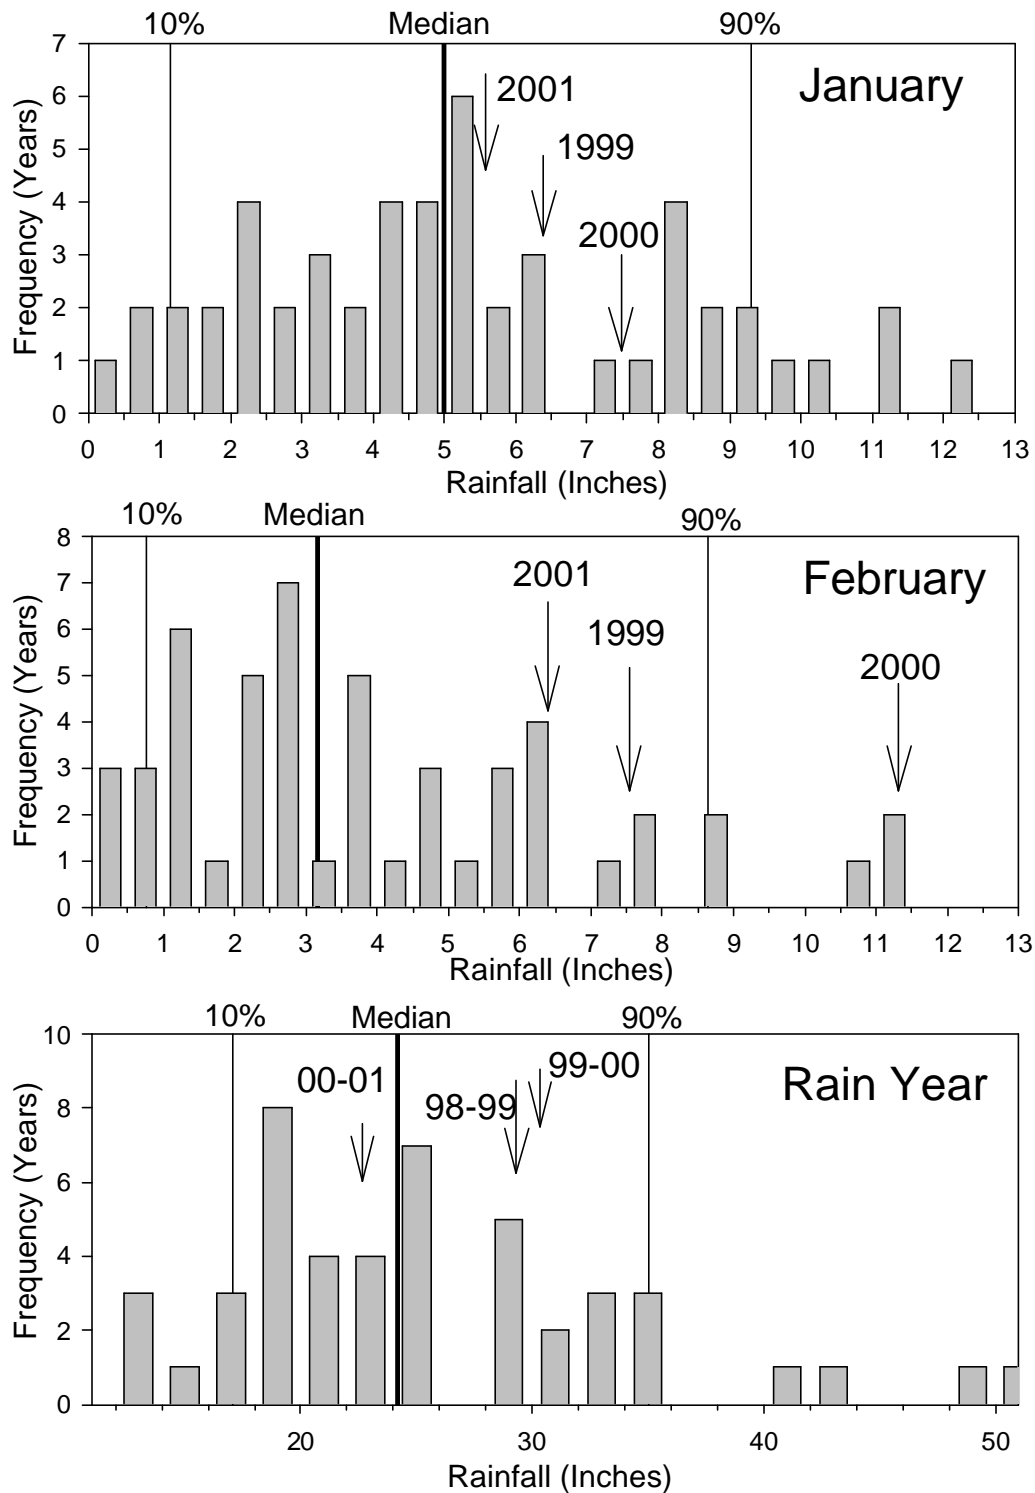 10% Median 90%
January
2001
1999
2000
Frequency (Years)
7
6
5
4
3
2
1
0
0 1 2 3 4 5 6 7 8 9 10 11 12 13
Rainfall (Inches)
10% Median 90%
February
2001
1999
2000
Frequency (Years)
8
7
6
5
4
3
2
1
0
0 1 2 3 4 5 6 7 8 9 10 11 12 13
Rainfall (Inches)
10% Median 90%
Rain Year
99-00
00-01
98-99
Frequency (Years)
10
8
6
4
2
0
20 30 40 50
Rainfall (Inches)